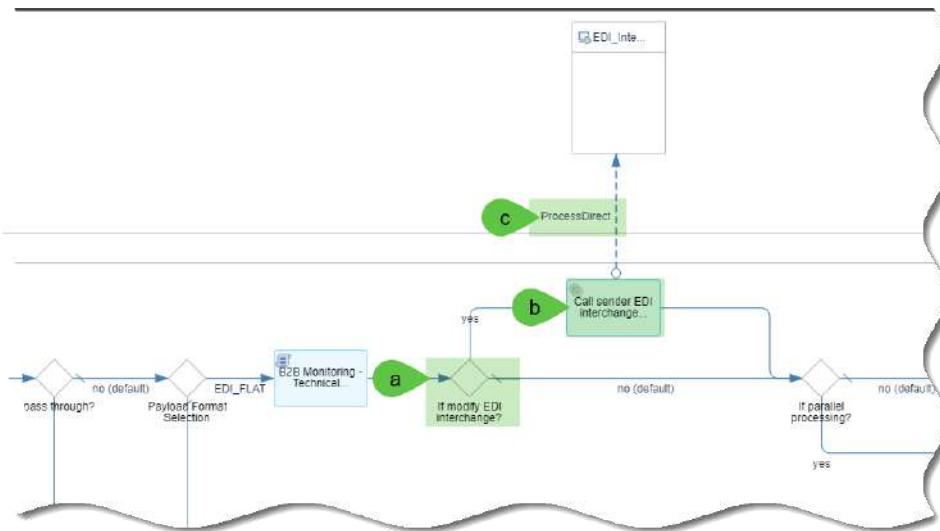 EDI_Inte...
c
ProcessDirect
b
Call sender EDI
interchange...
yes
a
B2B Monitoring -
Technical...
no (default)
EDI_FLAT
no (default)
no (default)
pass through?
Payload Format
Selection
If modify EDI
interchange?
If parallel
processing?
yes